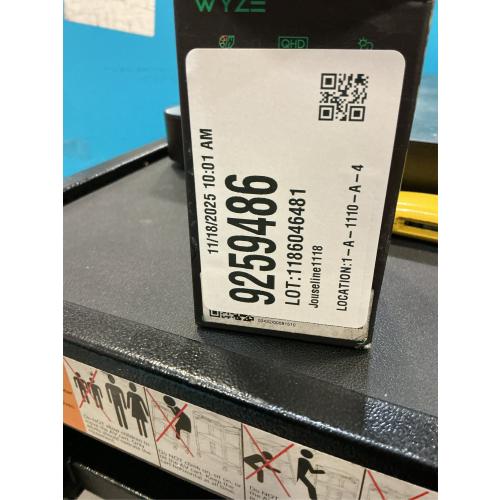 WYZE
QHD
11/18/2025 10:01 AM
9259486
LOT:1186046481
Jouseline1118
LOCATION:1-A-1110-A-4